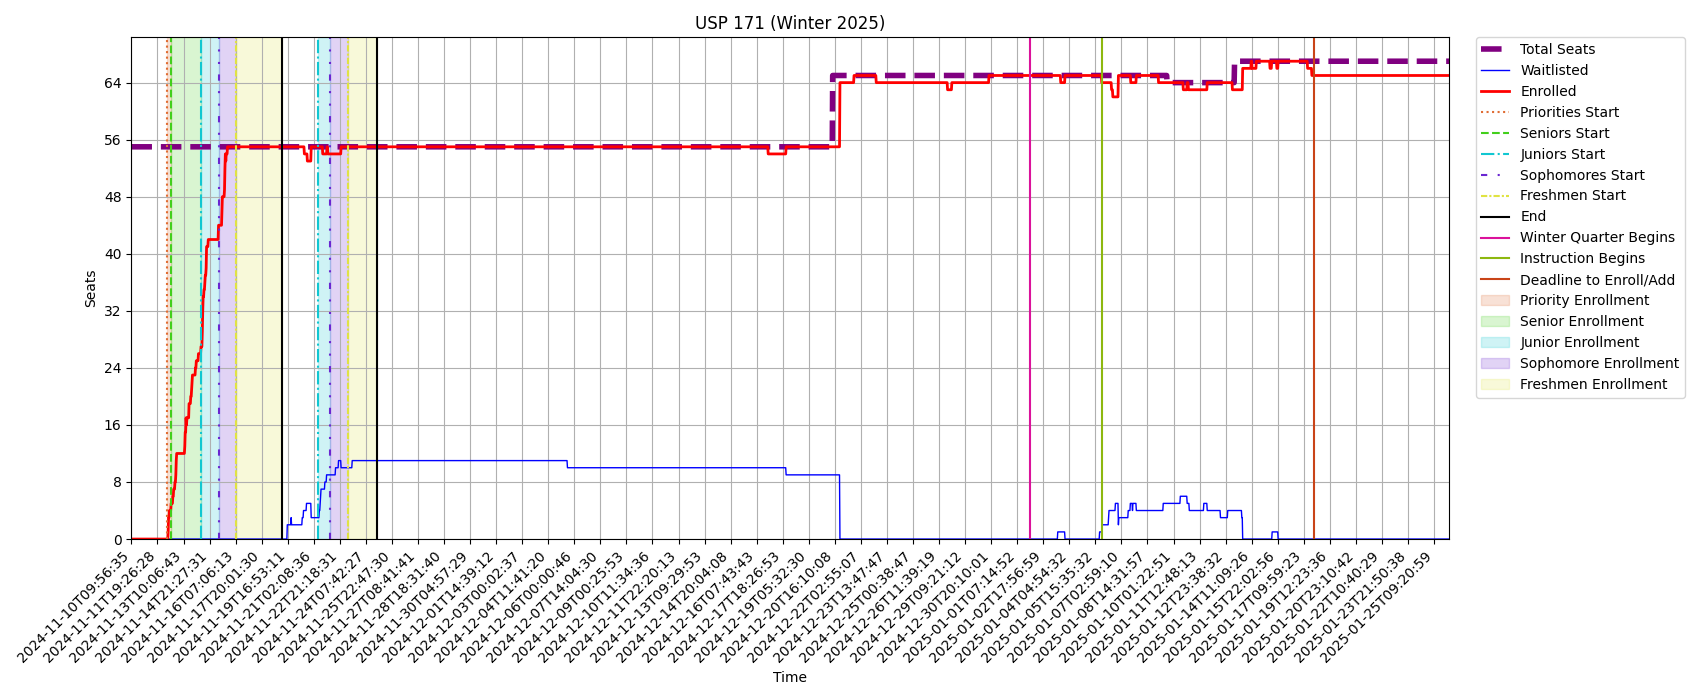 USP 171 (Winter 2025)
Seats
64
56
48
40
32
24
16
8
0
2024-11-10T09:56:35
2024-11-11T19:26:28
2024-11-13T10:06:43
2024-11-14T21:27:31
2024-11-16T07:06:13
2024-11-17T20:01:30
2024-11-19T16:53:11
2024-11-21T02:08:36
2024-11-22T21:18:31
2024-11-24T07:42:27
2024-11-25T22:47:30
2024-11-27T08:41:41
2024-11-28T18:31:40
2024-11-30T04:57:29
2024-12-01T14:39:12
2024-12-03T00:02:37
2024-12-04T11:41:20
2024-12-06T00:00:46
2024-12-07T14:04:30
2024-12-09T00:25:53
2024-12-10T11:34:36
2024-12-11T22:20:13
2024-12-13T09:29:53
2024-12-14T20:04:08
2024-12-16T07:43:43
2024-12-17T18:26:53
2024-12-19T05:32:30
2024-12-20T16:10:08
2024-12-22T02:55:07
2024-12-23T13:47:47
2024-12-25T00:38:47
2024-12-26T11:39:19
2024-12-29T09:21:12
2024-12-30T20:10:01
2025-01-01T07:14:52
2025-01-02T17:56:59
2025-01-04T04:54:32
2025-01-05T15:35:32
2025-01-07T02:59:10
2025-01-08T14:31:57
2025-01-10T01:22:51
2025-01-11T12:48:13
2025-01-12T23:38:32
2025-01-14T11:09:26
2025-01-15T22:02:56
2025-01-17T09:59:23
2025-01-19T12:23:36
2025-01-20T23:10:42
2025-01-22T10:40:29
2025-01-23T21:50:38
2025-01-25T09:20:59
Time
Total Seats
Waitlisted
Enrolled
Priorities Start
Seniors Start
Juniors Start
Sophomores Start
Freshmen Start
End
Winter Quarter Begins
Instruction Begins
Deadline to Enroll/Add
Priority Enrollment
Senior Enrollment
Junior Enrollment
Sophomore Enrollment
Freshmen Enrollment